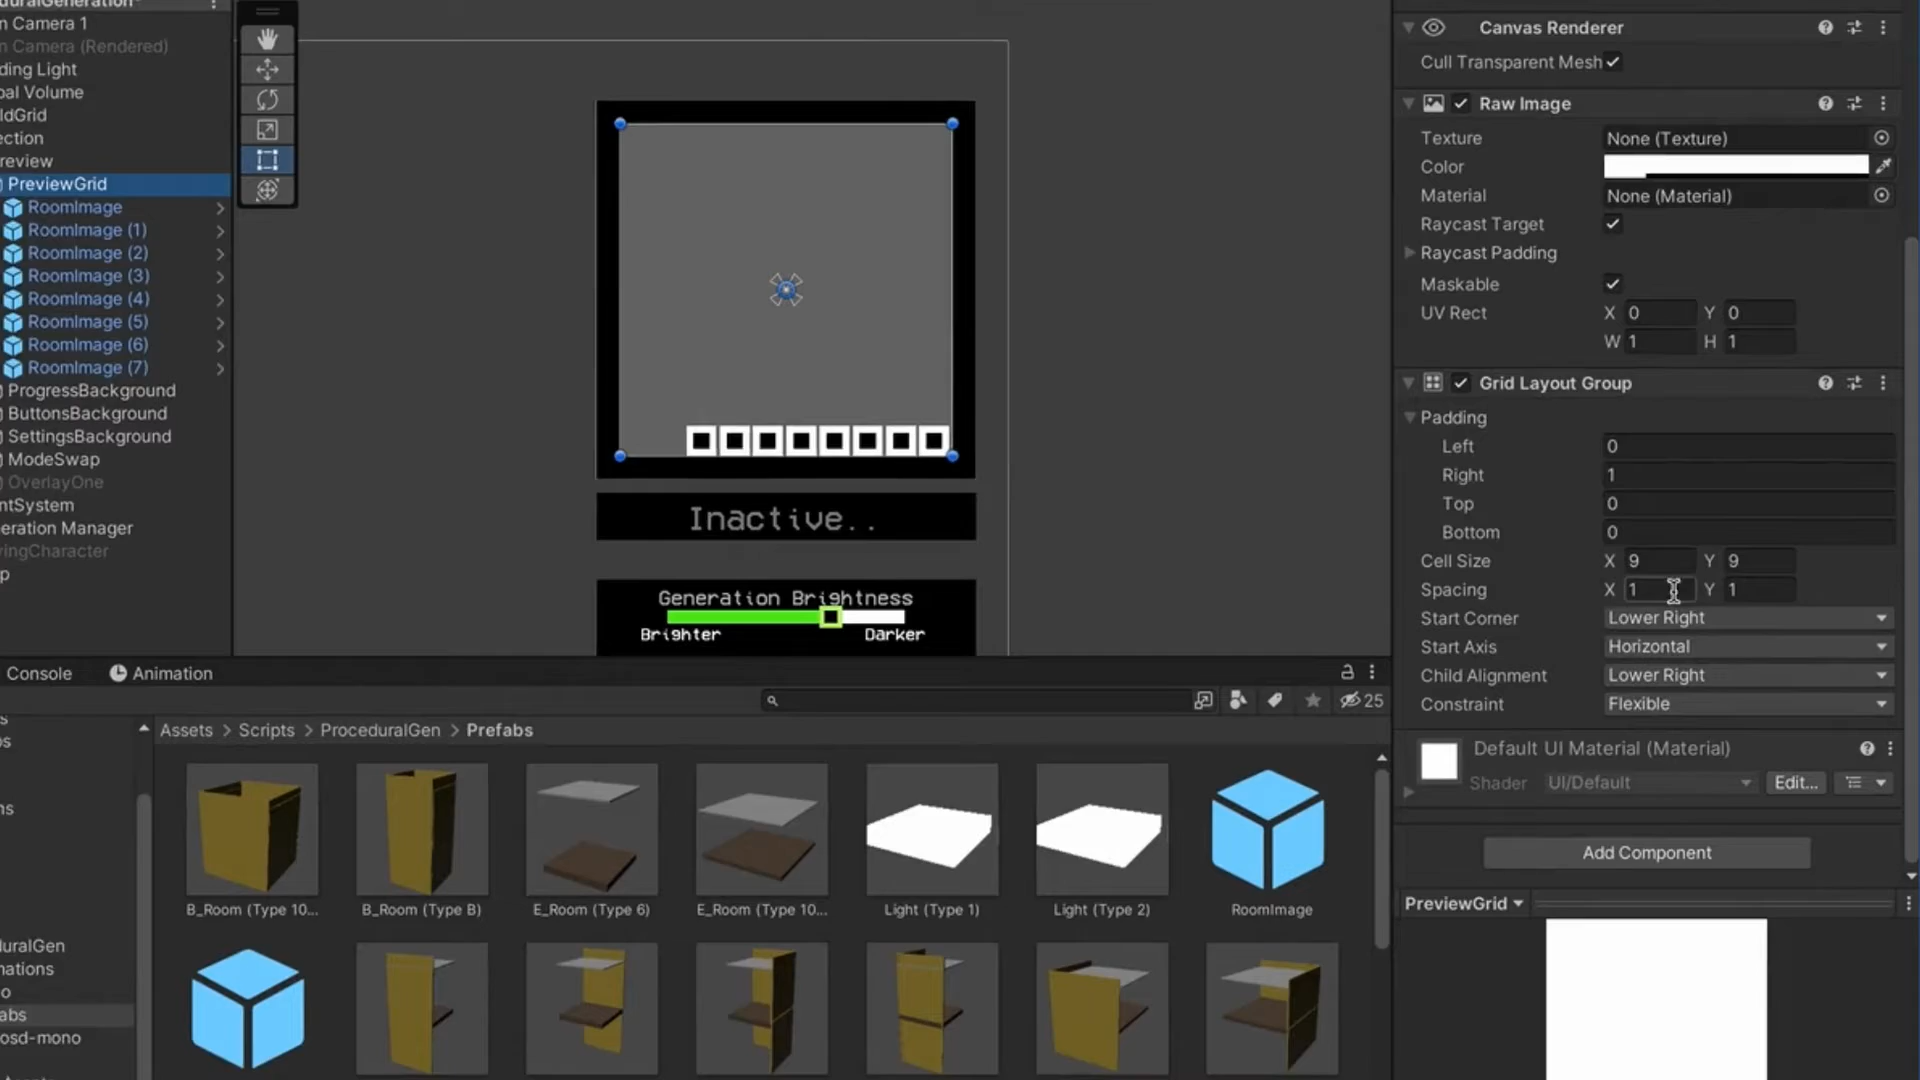 n Camera 1
n Camera (Rendered)
ding Light
bal Volume
ldGrid
ection
review
PreviewGrid
RoomImage
RoomImage (1)
RoomImage (2)
RoomImage (3)
RoomImage (4)
RoomImage (5)
RoomImage (6)
RoomImage (7)
ProgressBackground
ButtonsBackground
SettingsBackground
ModeSwap
OverlayOne
ntSystem
eration Manager
vingCharacter
p
Inactive..
Generation Brightness
Brighter Darker
Canvas Renderer
Cull Transparent Mesh
Raw Image
Texture None (Texture)
Color
Material None (Material)
Raycast Target
Raycast Padding
Maskable
UV Rect X 0 Y 0
W 1 H 1
Grid Layout Group
Padding
Left 0
Right 1
Top 0
Bottom 0
Cell Size X 9 Y 9
Spacing X 1 Y 1
Start Corner Lower Right
Start Axis Horizontal
Child Alignment Lower Right
Constraint Flexible
Default UI Material (Material)
Shader UI/Default Edit...
Add Component
PreviewGrid
Console Animation
25
Assets > Scripts > ProceduralGen > Prefabs
B_Room (Type 10... B_Room (Type B) E_Room (Type 6) E_Room (Type 10... Light (Type 1) Light (Type 2) RoomImage
duralGen
nations
o
abs
osd-mono